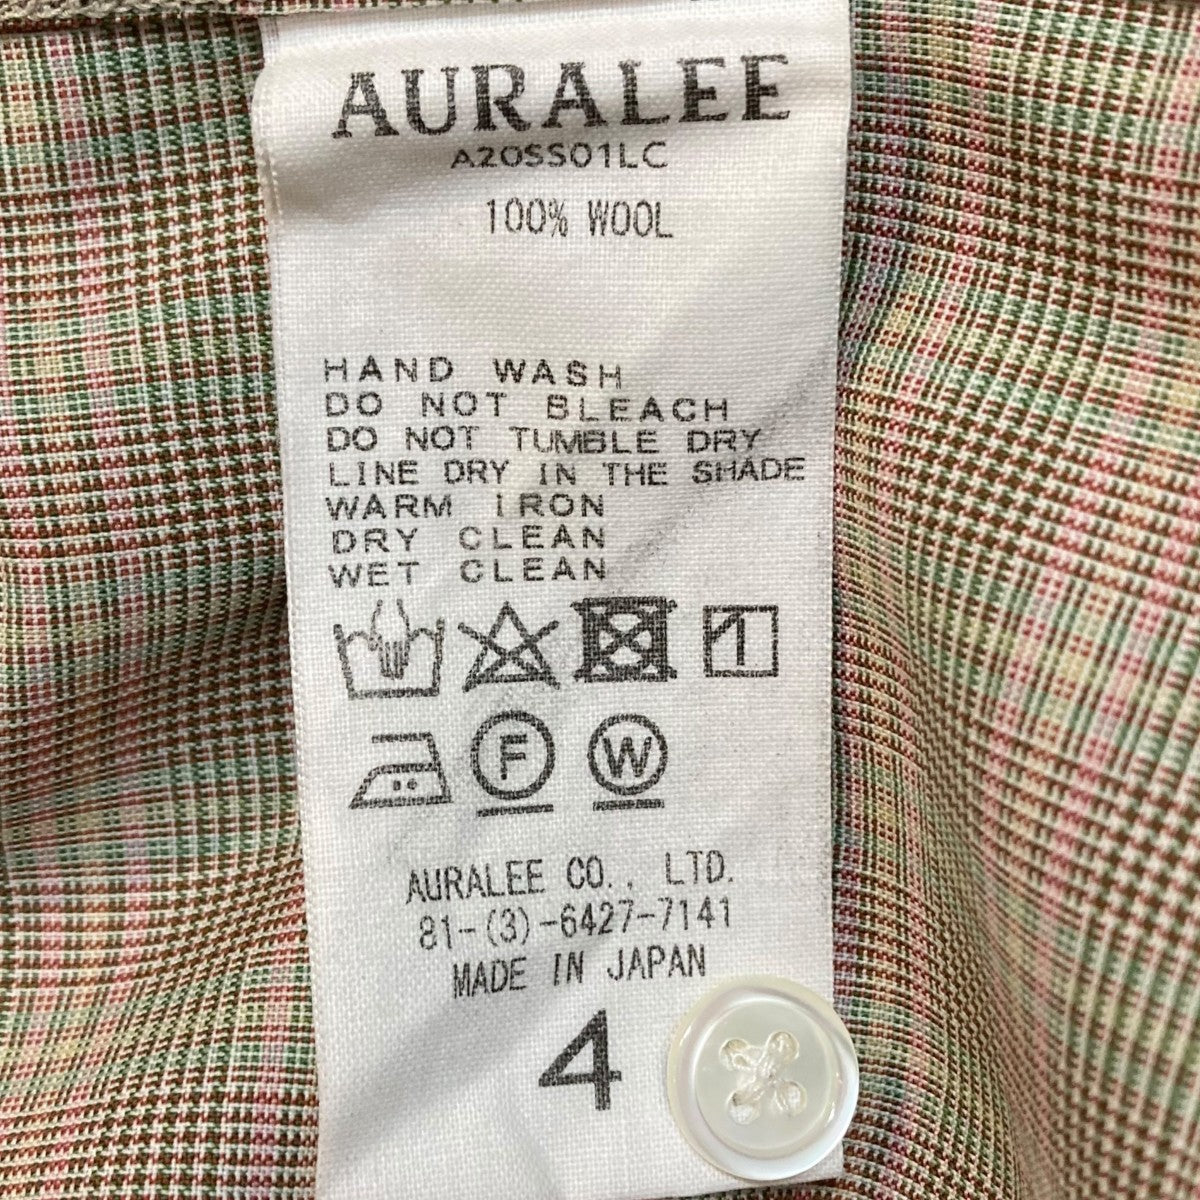 AURALEE
A20SS01LC
100% WOOL
HAND WASH
DO NOT BLEACH
DO NOT TUMBLE DRY
LINE DRY IN THE SHADE
WARM IRON
DRY CLEAN
WET CLEAN
F W
AURALEE CO., LTD.
81-(3)-6427-7141
MADE IN JAPAN
4